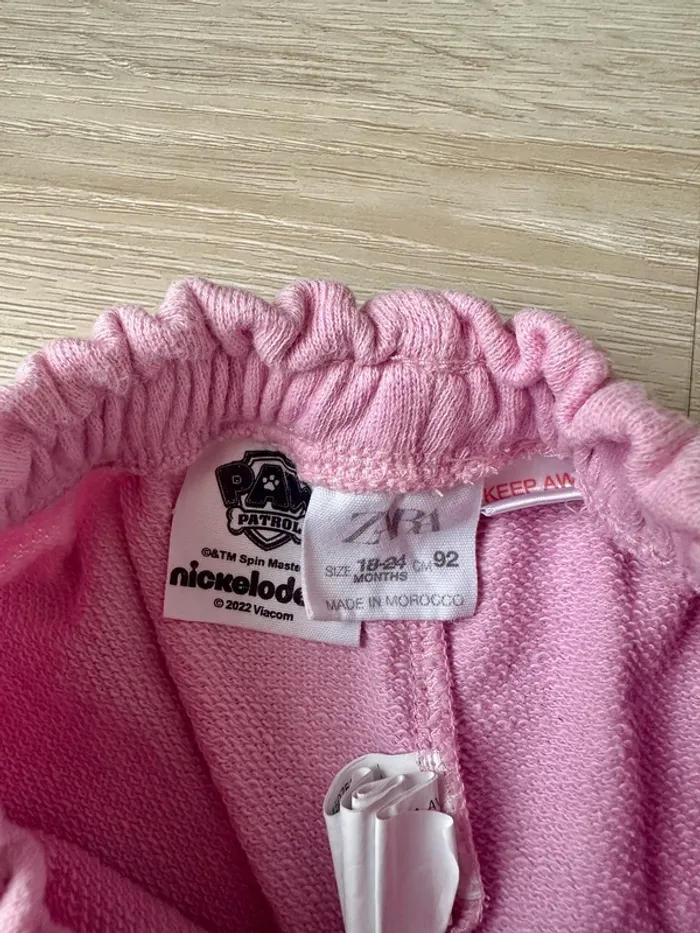 PAW
PATROL
©&TM Spin Maste
nickelode
© 2022 Viacom
ZARA
SIZE 18-24 MONTHS CM 92
MADE IN MOROCCO
KEEP AW